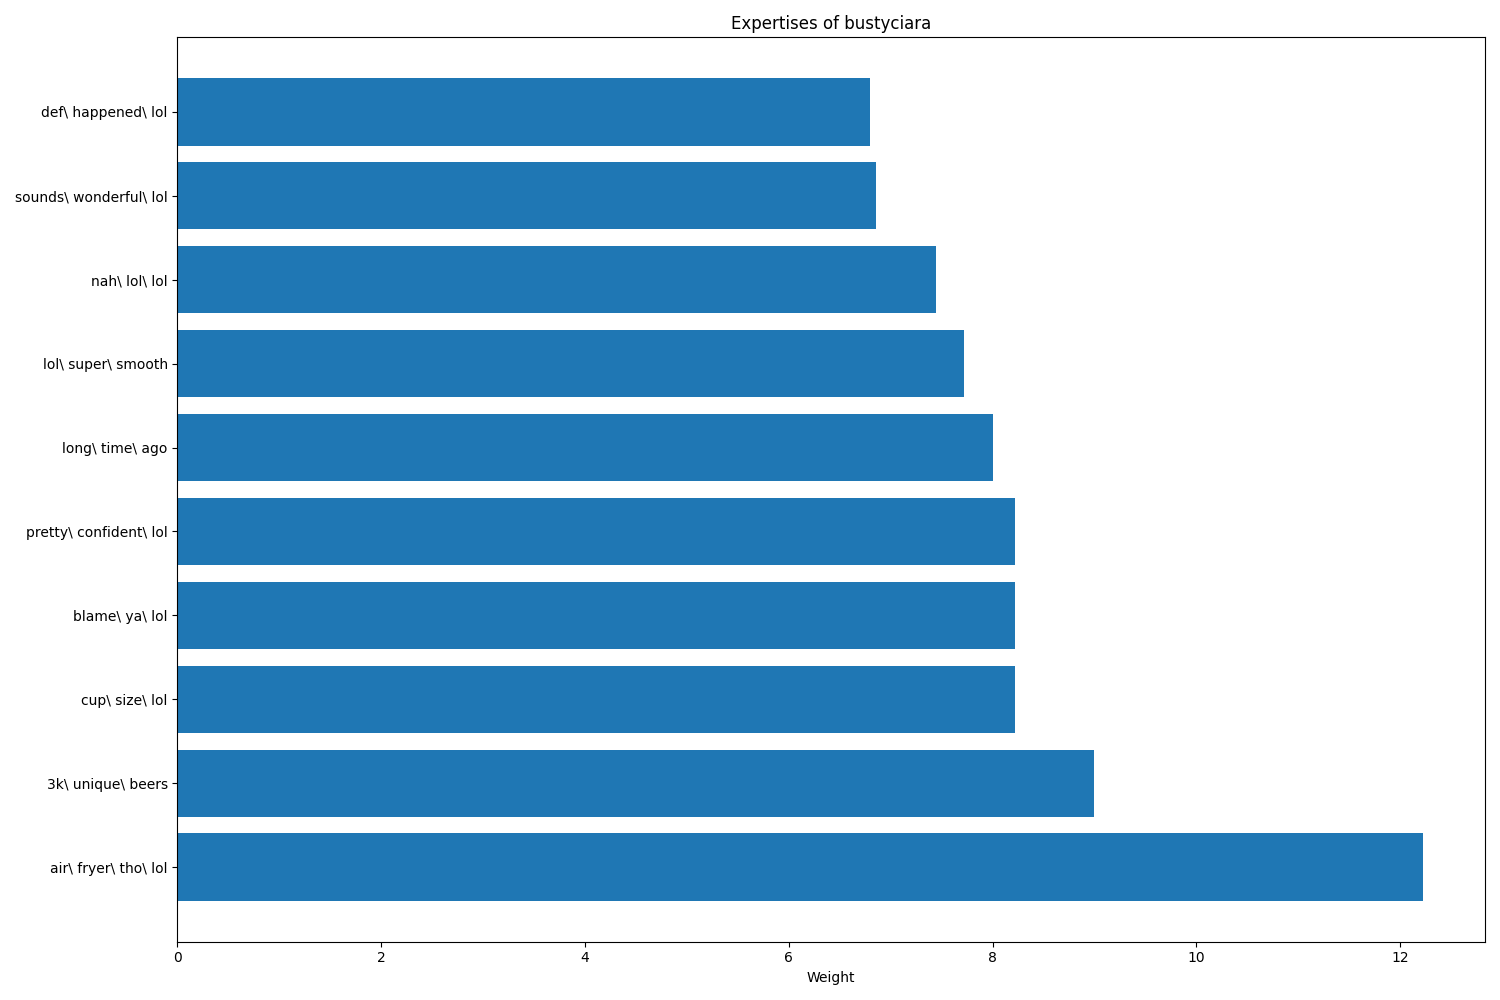 Expertises of bustyciara
def\ happened\ lol
sounds\ wonderful\ lol
nah\ lol\ lol
lol\ super\ smooth
long\ time\ ago
pretty\ confident\ lol
blame\ ya\ lol
cup\ size\ lol
3k\ unique\ beers
air\ fryer\ tho\ lol
0 2 4 6 8 10 12
Weight